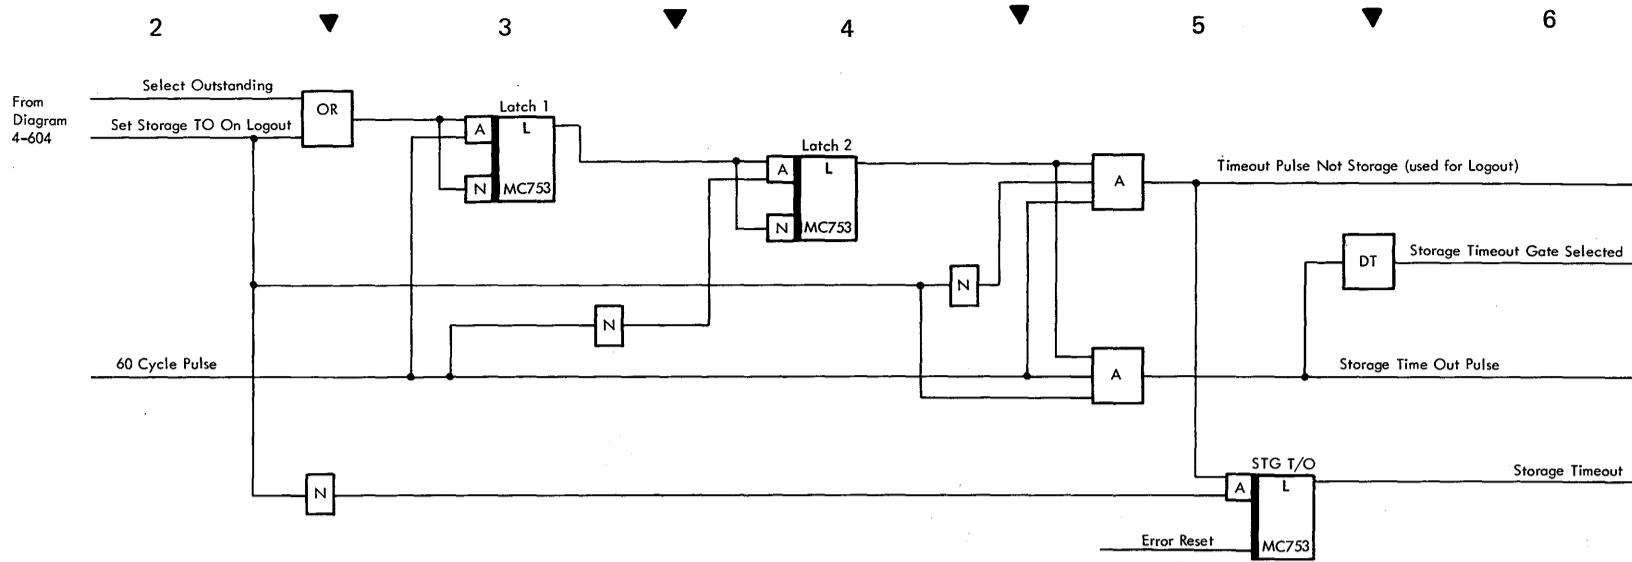 2 3 4 5 6
Select Outstanding
From
Diagram
4-604
Set Storage TO On Logout
OR
Latch 1
A
L
N
MC753
Latch 2
A
L
N
MC753
A
Timeout Pulse Not Storage (used for Logout)
DT
Storage Timeout Gate Selected
N
N
60 Cycle Pulse
A
Storage Time Out Pulse
N
STG T/O
A
L
Storage Timeout
Error Reset
MC753